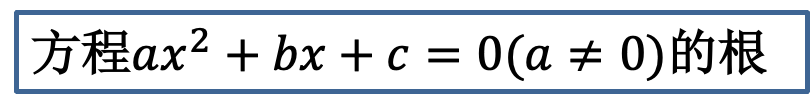 方程ax² + bx + c = 0(a ≠ 0)的根